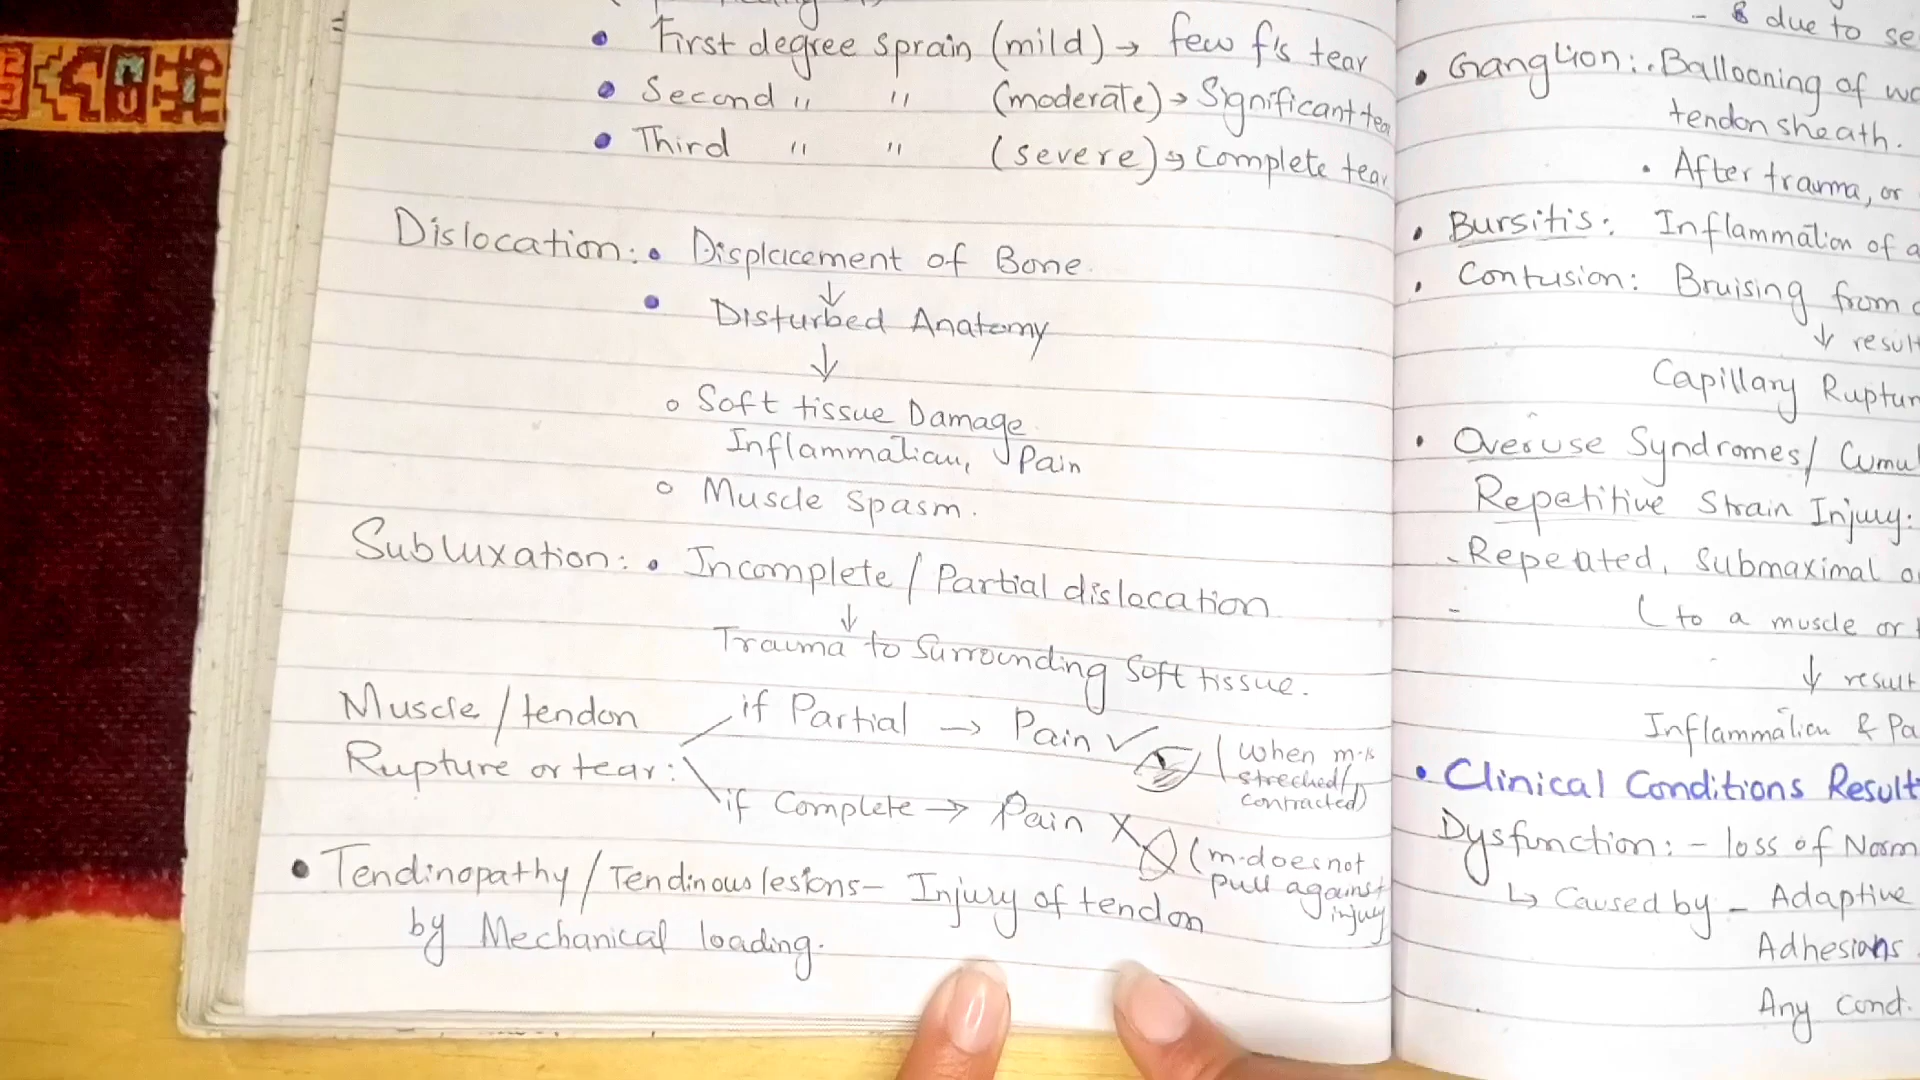 • First degree sprain (mild) → few f's tear
• Second " " (moderate) → Significant tea
• Third " " (severe) → Complete tear
Dislocation: • Displacement of Bone.
↓
• Disturbed Anatomy
↓
o Soft tissue Damage
Inflammation, Pain
o Muscle spasm.
Subluxation: • Incomplete / Partial dislocation
↓
Trauma to Surrounding Soft tissue.
Muscle / tendon
Rupture or tear:
if Partial → Pain ✓ (when m. is
streched/
contracted)
if Complete → Pain X (m. does not
pull against
injury
• Tendinopathy / Tendinous lesions - Injury of tendon
by Mechanical loading.
due to se
• Ganglion: . Ballooning of wa
tendon sheath.
• After trauma, or
• Bursitis: Inflammation of a
• Contusion: Bruising from
↓ result
Capillary Ruptur
• Overuse Syndromes / Cumul
Repetitive Strain Injury:
- Repeated, Submaximal o
- ( to a muscle or
↓ result
Inflammation & Pa
• Clinical Conditions Result
Dysfunction: - loss of Norm
↳ Caused by - Adaptive
Adhesions
Any cond.